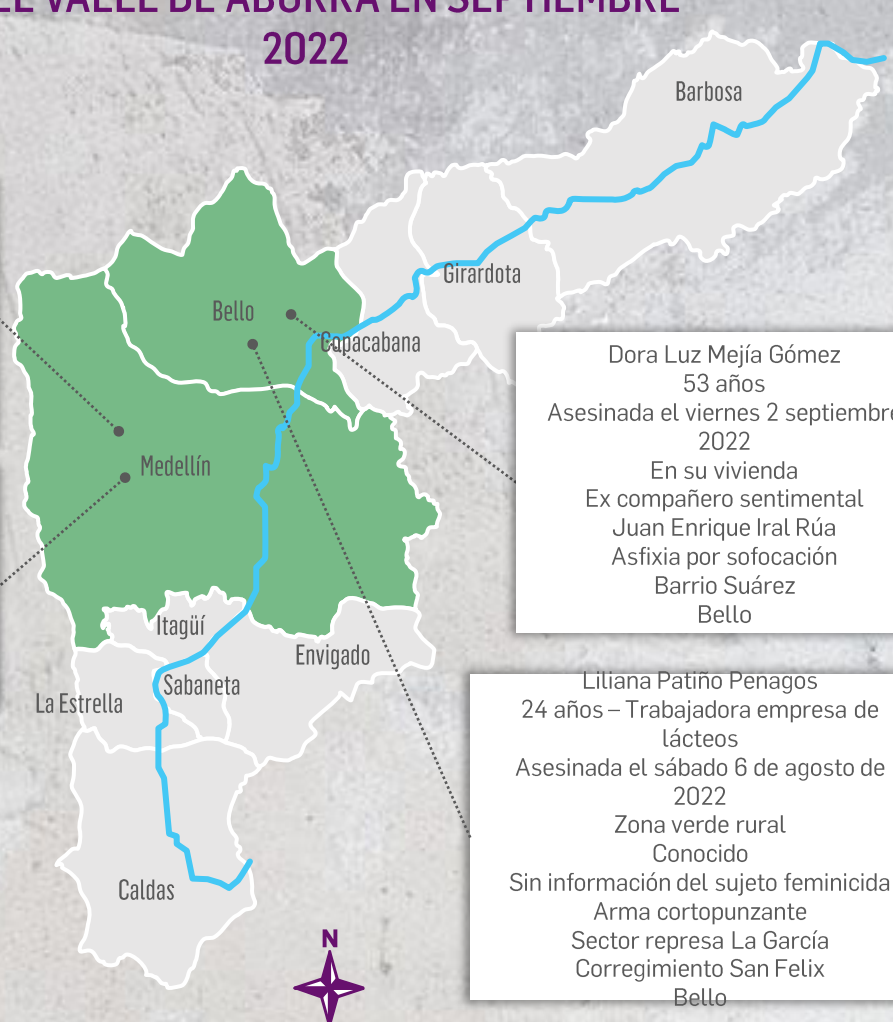 EL VALLE DE ABURRÁ EN SEPTIEMBRE
2022
Barbosa
Girardota
Bello
Copacabana
Medellín
Itagüí
Envigado
Sabaneta
La Estrella
Caldas
N
Dora Luz Mejía Gómez
53 años
Asesinada el viernes 2 septiembre
2022
En su vivienda
Ex compañero sentimental
Juan Enrique Iral Rúa
Asfixia por sofocación
Barrio Suárez
Bello
Liliana Patiño Penagos
24 años – Trabajadora empresa de
lácteos
Asesinada el sábado 6 de agosto de
2022
Zona verde rural
Conocido
Sin información del sujeto feminicida
Arma cortopunzante
Sector represa La García
Corregimiento San Felix
Bello